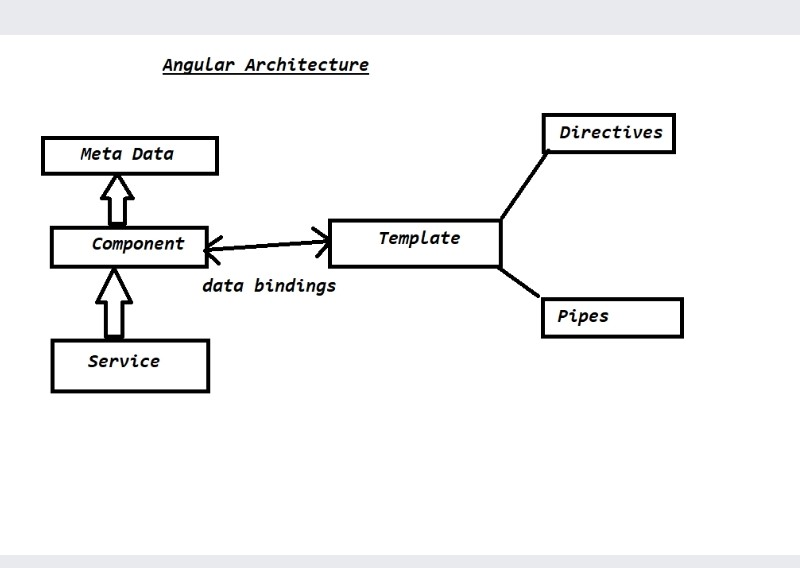 Angular Architecture
Directives
Meta Data
Component
Template
data bindings
Pipes
Service